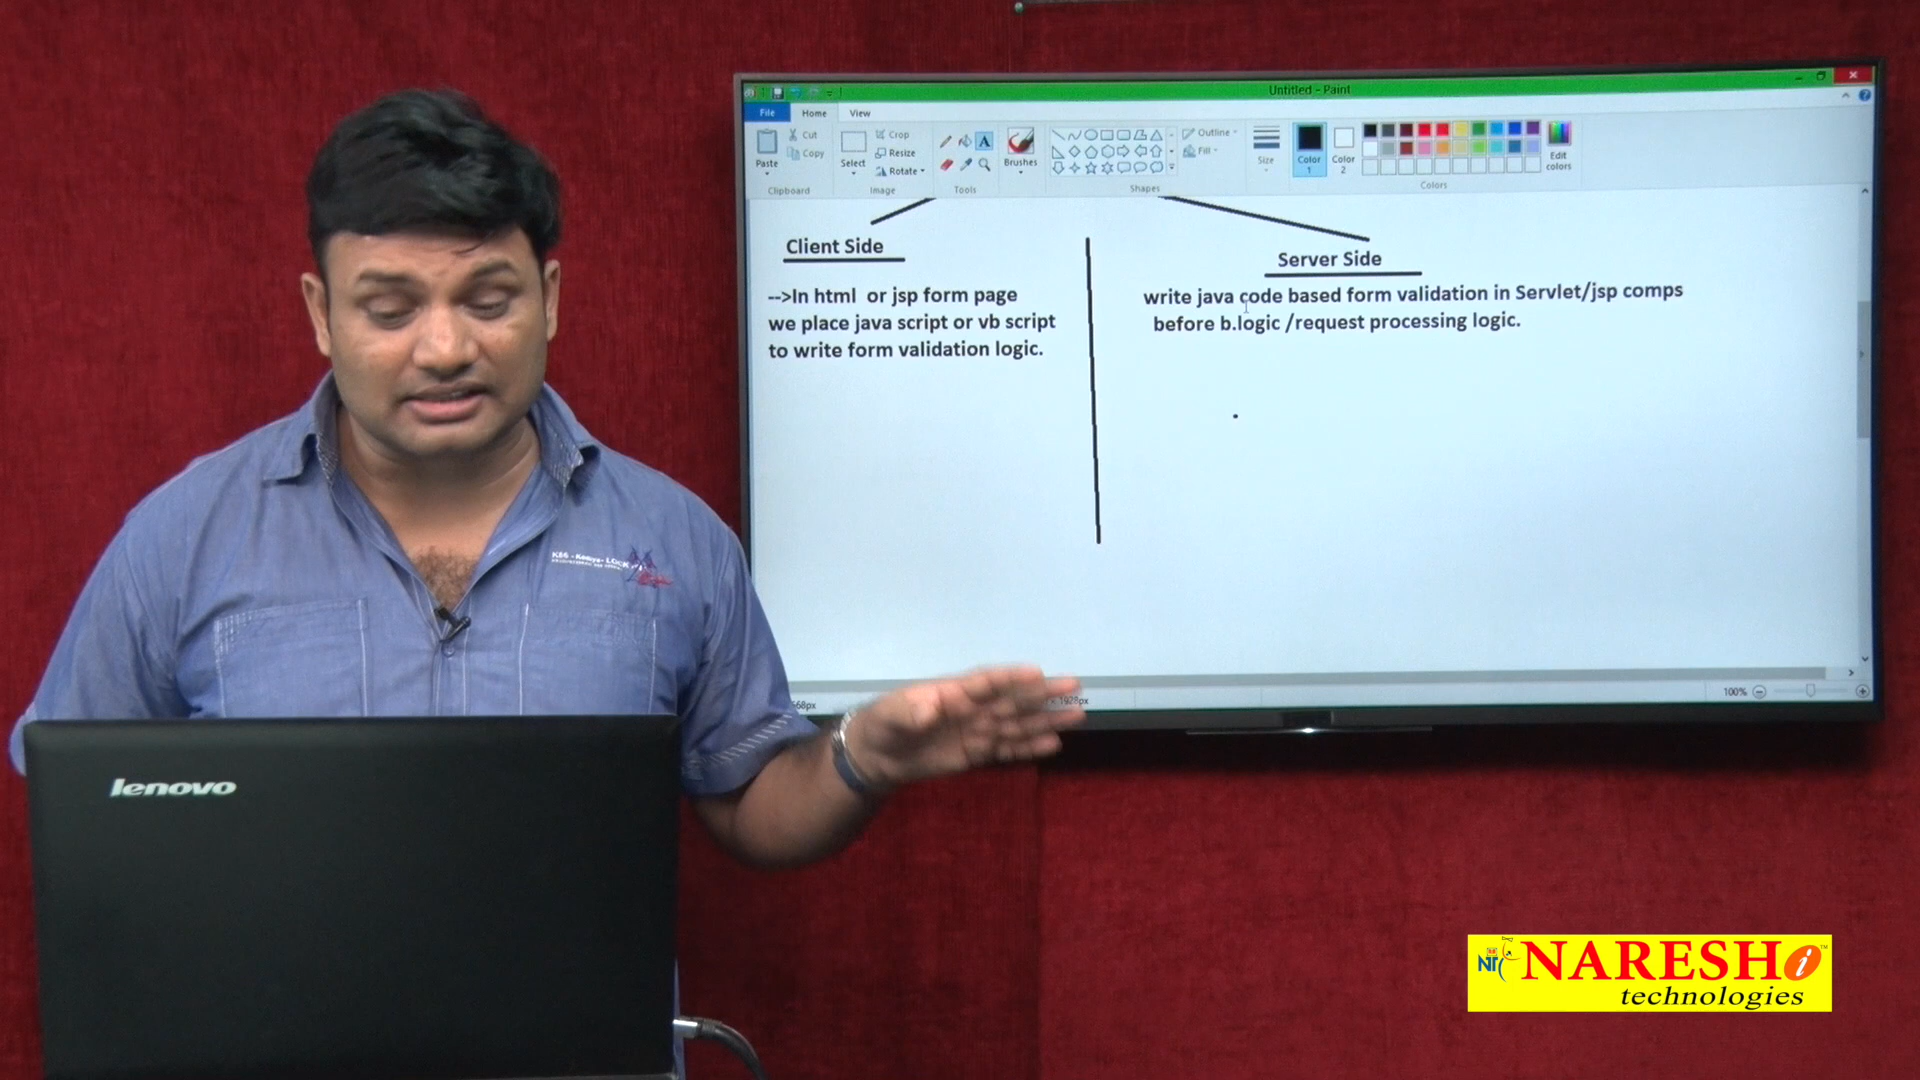 Untitled - Paint
File Home View
Paste
Cut
Copy
Clipboard
Select
Crop
Resize
Rotate
Image
A
Tools
Brushes
Shapes
Outline
Fill
Size
Color 1
Color 2
Edit colors
Colors
Client Side
-->In html or jsp form page
we place java script or vb script
to write form validation logic.
Server Side
write java code based form validation in Servlet/jsp comps
before b.logic /request processing logic.
1928px
100%
lenovo
NT
NARESH i ™
technologies